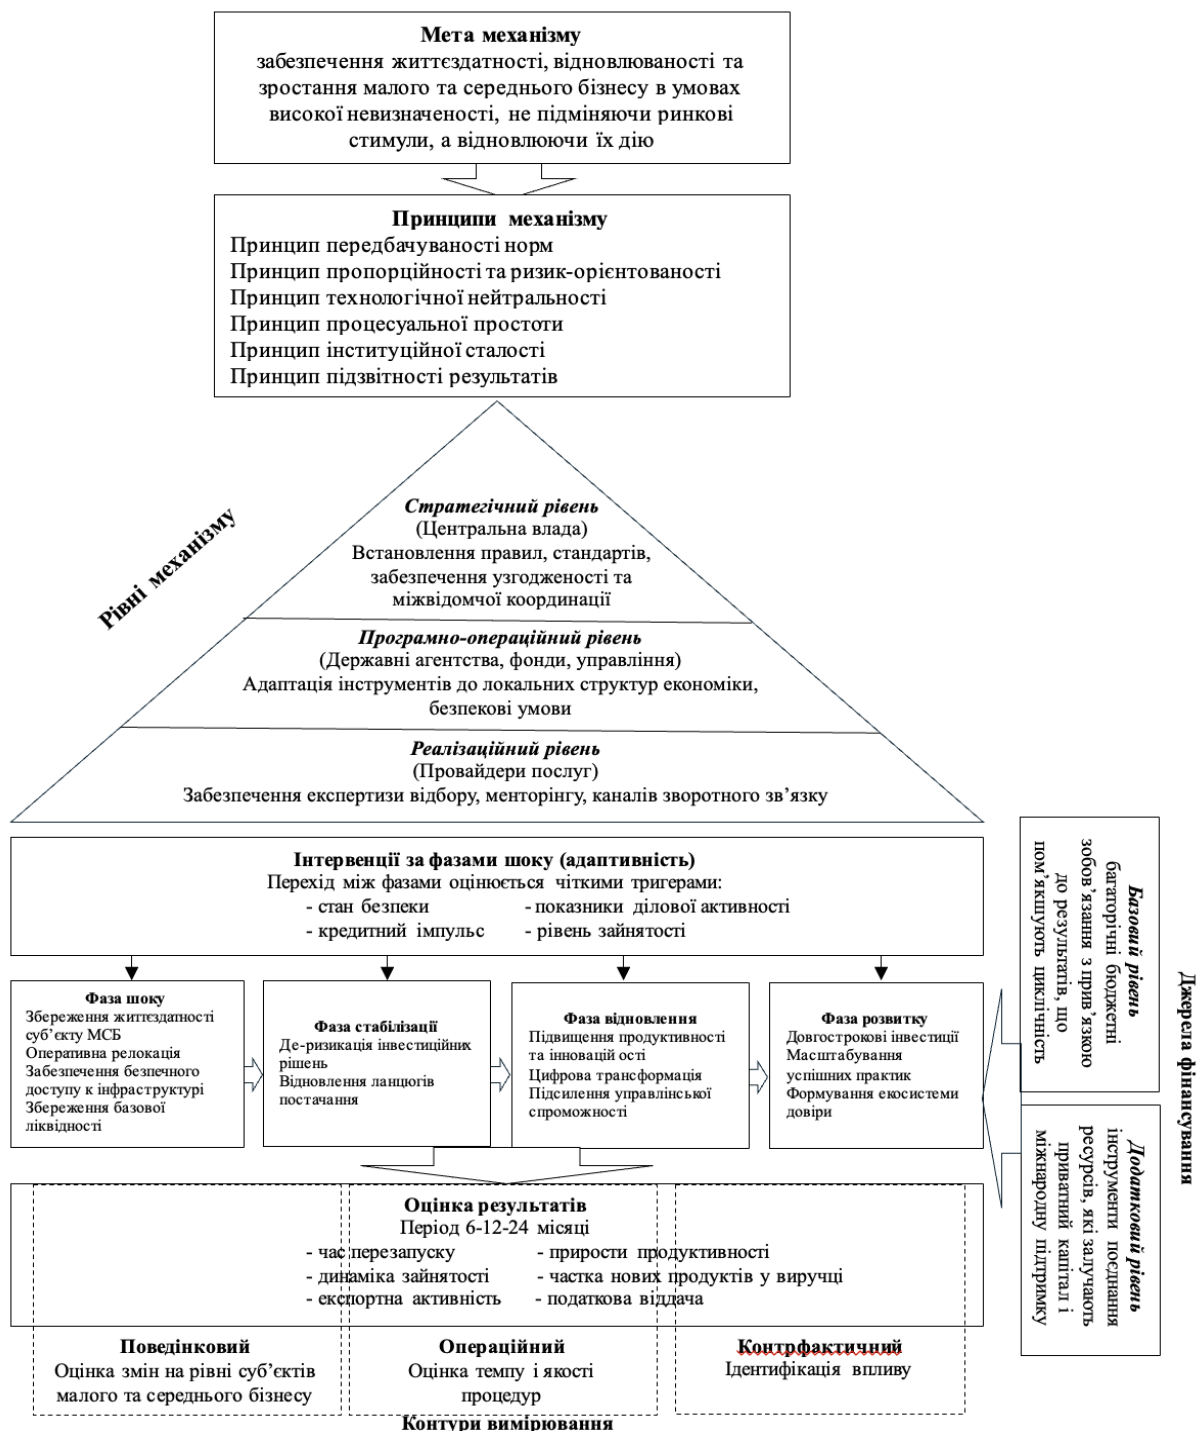 Мета механізму
забезпечення життєздатності, відновлюваності та
зростання малого та середнього бізнесу в умовах
високої невизначеності, не підміняючи ринкові
стимули, а відновлюючи їх дію
Принципи механізму
Принцип передбачуваності норм
Принцип пропорційності та ризик-орієнтованості
Принцип технологічної нейтральності
Принцип процесуальної простоти
Принцип інституційної сталості
Принцип підзвітності результатів
Рівні механізму
Стратегічний рівень
(Центральна влада)
Встановлення правил, стандартів,
забезпечення узгодженості та
міжвідомчої координації
Програмно-операційний рівень
(Державні агентства, фонди, управління)
Адаптація інструментів до локальних структур економіки,
безпекові умови
Реалізаційний рівень
(Провайдери послуг)
Забезпечення експертизи відбору, менторінгу, каналів зворотного зв’язку
Інтервенції за фазами шоку (адаптивність)
Перехід між фазами оцінюється чіткими тригерами:
- стан безпеки - показники ділової активності
- кредитний імпульс - рівень зайнятості
Фаза шоку
Збереження життєздатності
суб’єкту МСБ
Оперативна релокація
Забезпечення безпечного
доступу к інфраструктурі
Збереження базової
ліквідності
Фаза стабілізації
Де-ризикація інвестиційних
рішень
Відновлення ланцюгів
постачання
Фаза відновлення
Підвищення продуктивності
та інновацій ості
Цифрова трансформація
Підсилення управлінської
спроможності
Фаза розвитку
Довгострокові інвестиції
Масштабування
успішних практик
Формування екосистеми
довіри
Джерела фінансування
Базовий рівень
багаторічні бюджетні
зобов’язання з прив’язкою
до результатів, що
пом’якшують циклічність
Додатковий рівень
інструменти поєднання
ресурсів, які залучають
приватний капітал і
міжнародну підтримку
Оцінка результатів
Період 6-12-24 місяці
- час перезапуску - прирости продуктивності
- динаміка зайнятості - частка нових продуктів у виручці
- експортна активність - податкова віддача
Поведінковий
Оцінка змін на рівні суб’єктів
малого та середнього бізнесу
Операційний
Оцінка темпу і якості
процедур
Контрфактичний
Ідентифікація впливу
Контури вимірювання